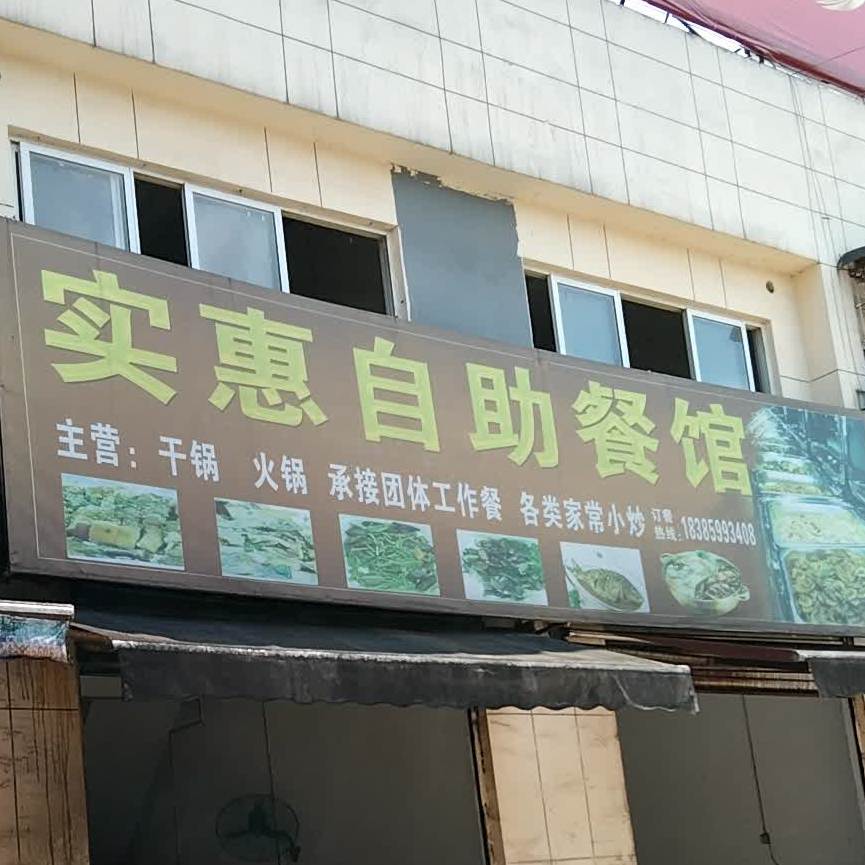 实惠自助餐馆
主营：干锅 火锅 承接团体工作餐 各类家常小炒
订餐热线：18385993408